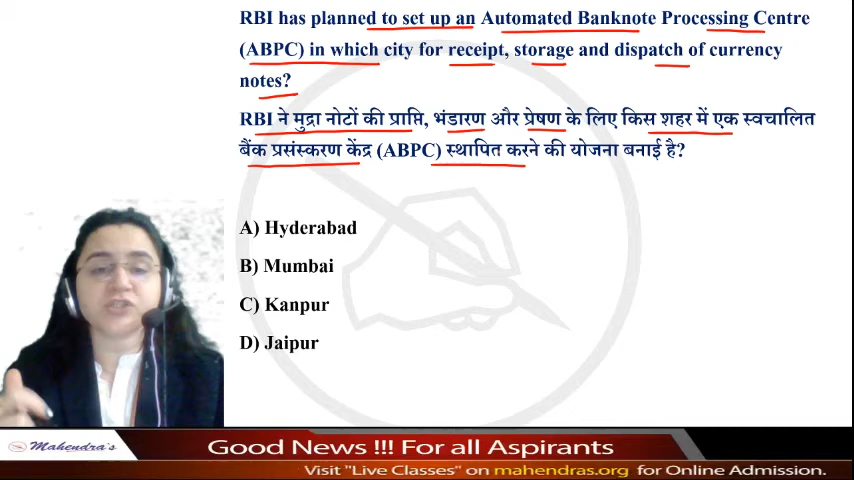 RBI has planned to set up an Automated Banknote Processing Centre
(ABPC) in which city for receipt, storage and dispatch of currency
notes?
RBI ने मुद्रा नोटों की प्राप्ति, भंडारण और प्रेषण के लिए किस शहर में एक स्वचालित
बैंक प्रसंस्करण केंद्र (ABPC) स्थापित करने की योजना बनाई है?
A) Hyderabad
B) Mumbai
C) Kanpur
D) Jaipur
Mahendra's
Good News !!! For all Aspirants
Visit "Live Classes" on mahendras.org for Online Admission.